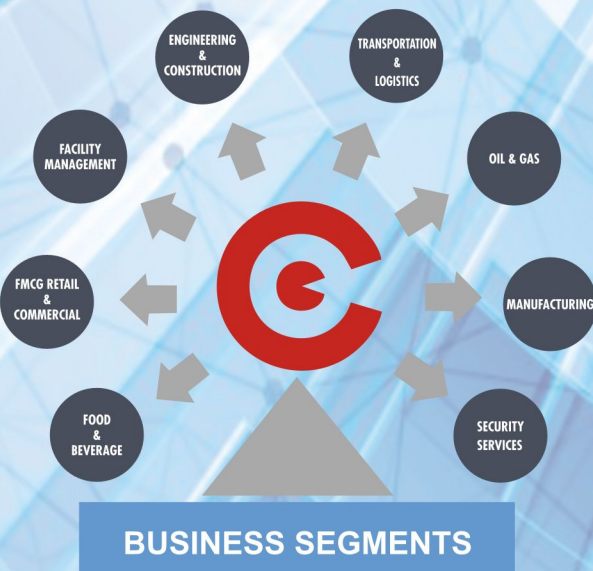 ENGINEERING
&
CONSTRUCTION
TRANSPORTATION
&
LOGISTICS
FACILITY
MANAGEMENT
OIL & GAS
FMCG RETAIL
&
COMMERCIAL
MANUFACTURING
FOOD
&
BEVERAGE
SECURITY
SERVICES
BUSINESS SEGMENTS